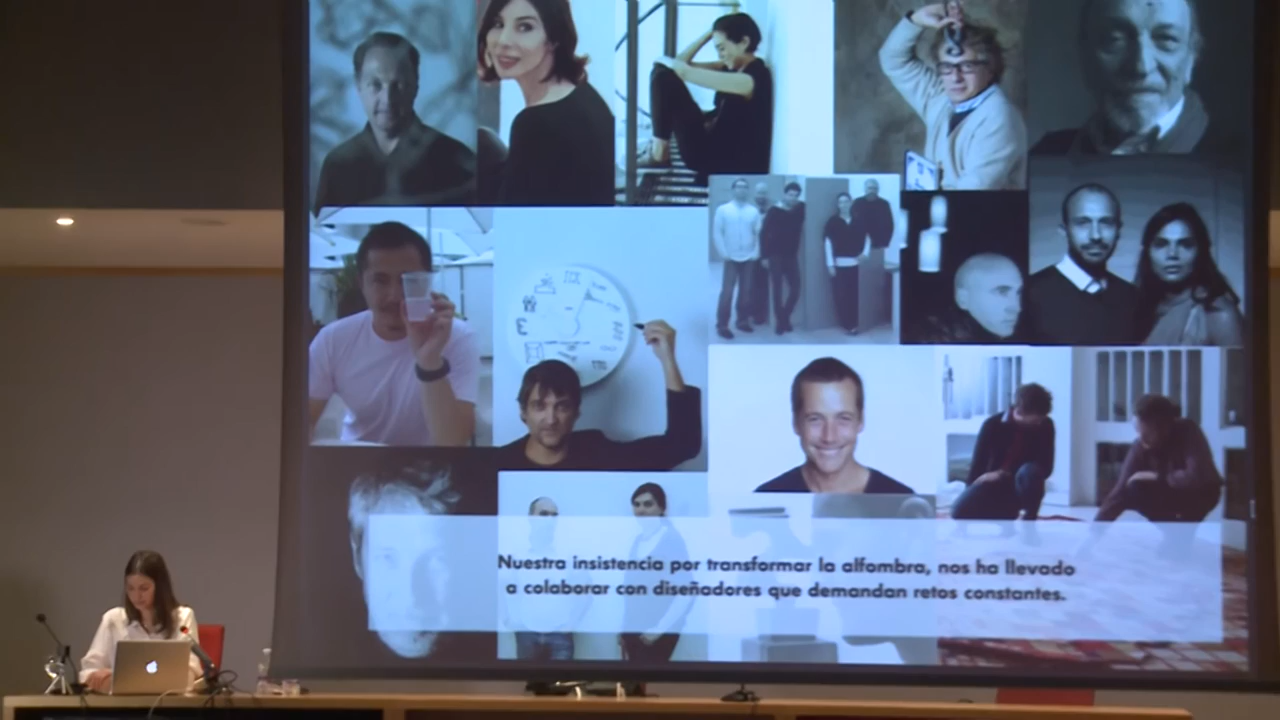 Nuestra insistencia por transformar la alfombra, nos ha llevado
a colaborar con diseñadores que demandan retos constantes.